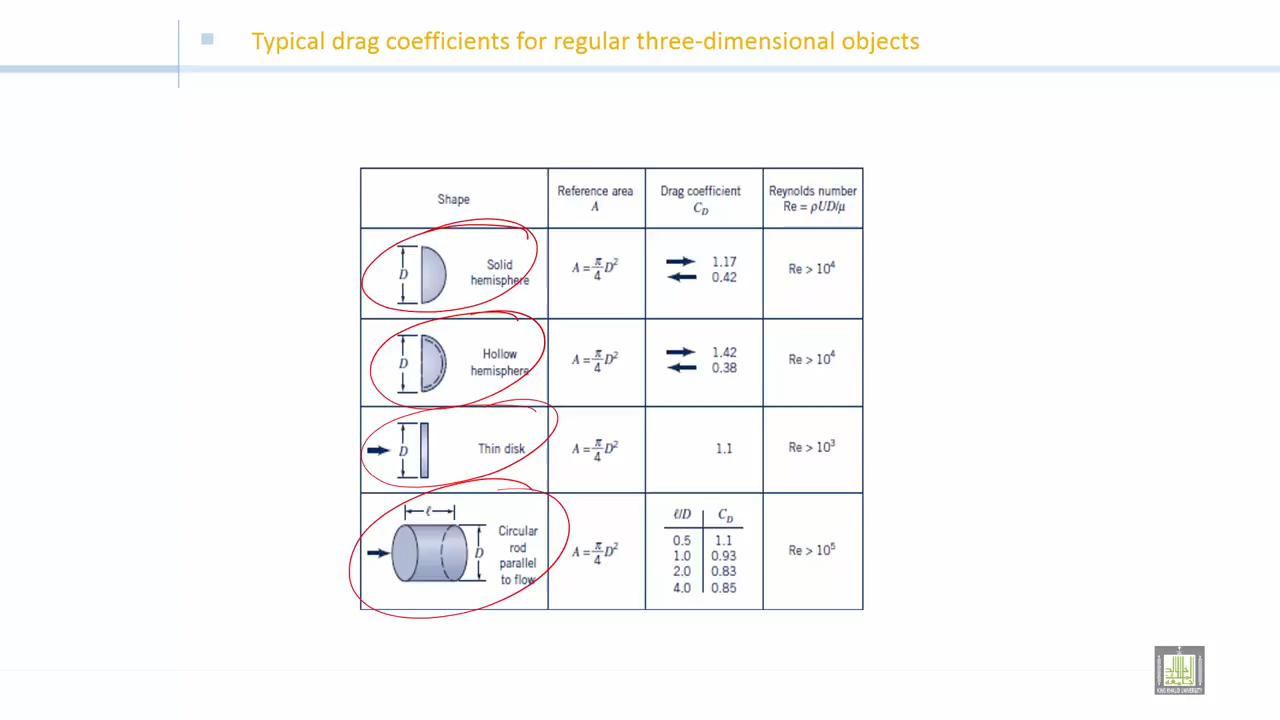 Typical drag coefficients for regular three-dimensional objects
Shape
Reference area
A
Drag coefficient
C_D
Reynolds number
Re = ρUD/μ
D
Solid
hemisphere
A = π/4 D²
1.17
0.42
Re > 10⁴
D
Hollow
hemisphere
A = π/4 D²
1.42
0.38
Re > 10⁴
D
Thin disk
A = π/4 D²
1.1
Re > 10³
ℓ
D
Circular
rod
parallel
to flow
A = π/4 D²
ℓ/D C_D
0.5 1.1
1.0 0.93
2.0 0.83
4.0 0.85
Re > 10⁵
KING KHALID UNIVERSITY